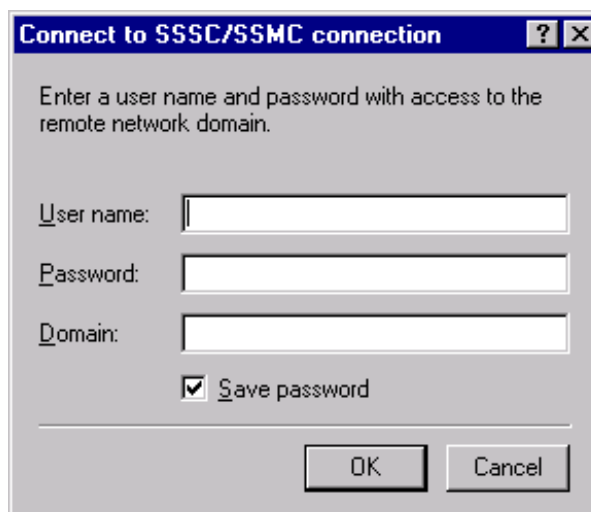 Connect to SSSC/SSMC connection
Enter a user name and password with access to the
remote network domain.
User name:
Password:
Domain:
Save password
OK
Cancel